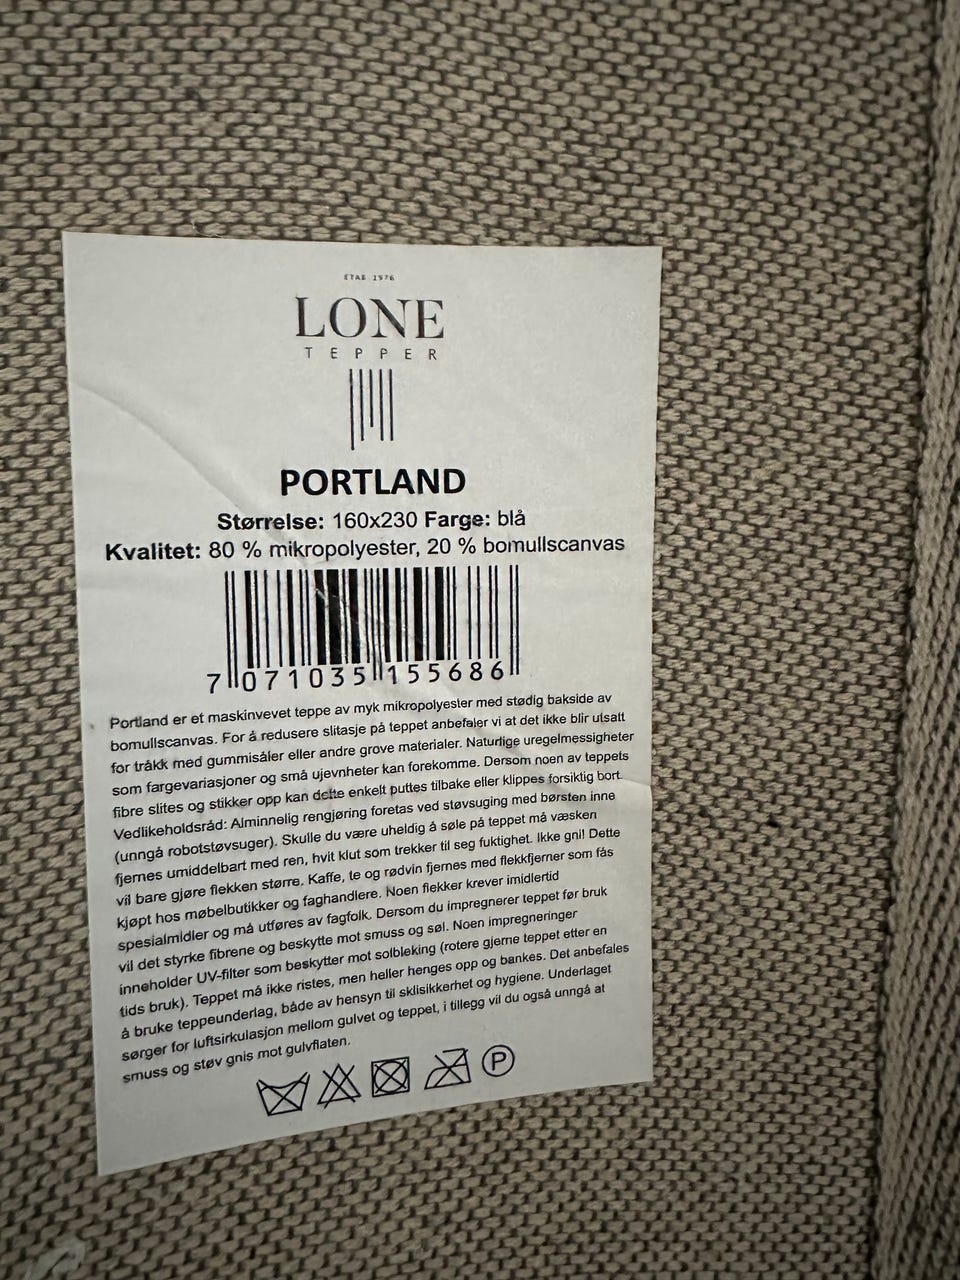 ETAB 1976
LONE
TEPPER
PORTLAND
Størrelse: 160x230 Farge: blå
Kvalitet: 80 % mikropolyester, 20 % bomullscanvas
7 071035 155686
Portland er et maskinvevet teppe av myk mikropolyester med stødig bakside av
bomullscanvas. For å redusere slitasje på teppet anbefaler vi at det ikke blir utsatt
for tråkk med gummisåler eller andre grove materialer. Naturlige uregelmessigheter
som fargevariasjoner og små ujevnheter kan forekomme. Dersom noen av teppets
fibre slites og stikker opp kan dette enkelt puttes tilbake eller klippes forsiktig bort.
Vedlikeholdsråd: Alminnelig rengjøring foretas ved støvsuging med børsten inne
(unngå robotstøvsuger). Skulle du være uheldig å søle på teppet må væsken
fjernes umiddelbart med ren, hvit klut som trekker til seg fuktighet. Ikke gni! Dette
vil bare gjøre flekken større. Kaffe, te og rødvin fjernes med flekkfjerner som fås
kjøpt hos møbelbutikker og faghandlere. Noen flekker krever imidlertid
spesialmidler og må utføres av fagfolk. Dersom du impregnerer teppet før bruk
vil det styrke fibrene og beskytte mot smuss og søl. Noen impregneringer
inneholder UV-filter som beskytter mot solbleking (rotere gjerne teppet etter en
tids bruk). Teppet må ikke ristes, men heller henges opp og bankes. Det anbefales
å bruke teppeunderlag, både av hensyn til sklisikkerhet og hygiene. Underlaget
sørger for luftsirkulasjon mellom gulvet og teppet, i tillegg vil du også unngå at
smuss og støv gnis mot gulvflaten.
P